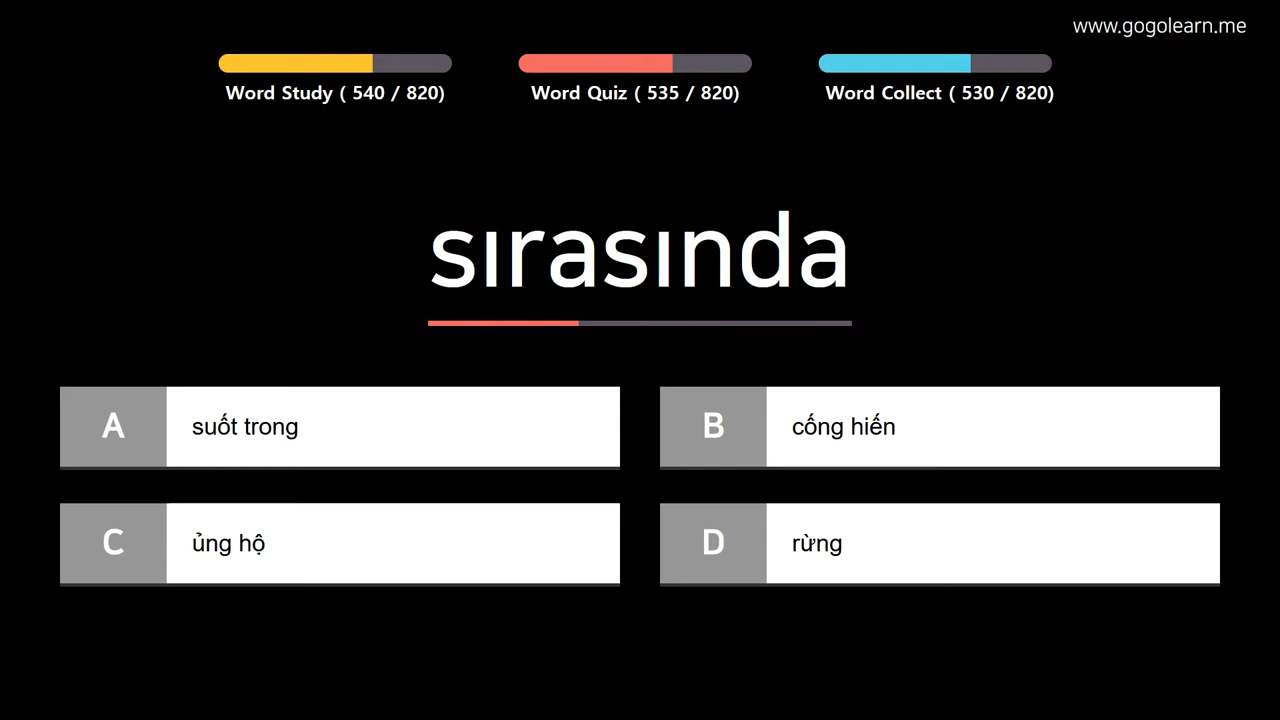 www.gogolearn.me
Word Study ( 540 / 820)
Word Quiz ( 535 / 820)
Word Collect ( 530 / 820)
sırasında
A
suốt trong
B
cống hiến
C
ủng hộ
D
rừng